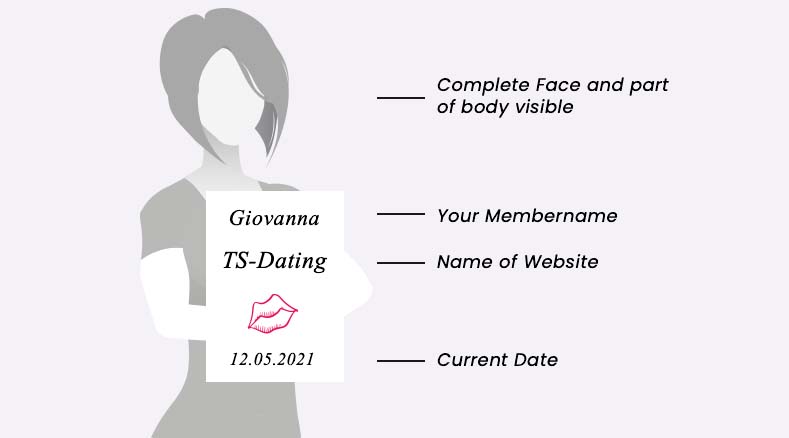 Complete Face and part
of body visible
Giovanna
Your Membername
TS-Dating
Name of Website
12.05.2021
Current Date